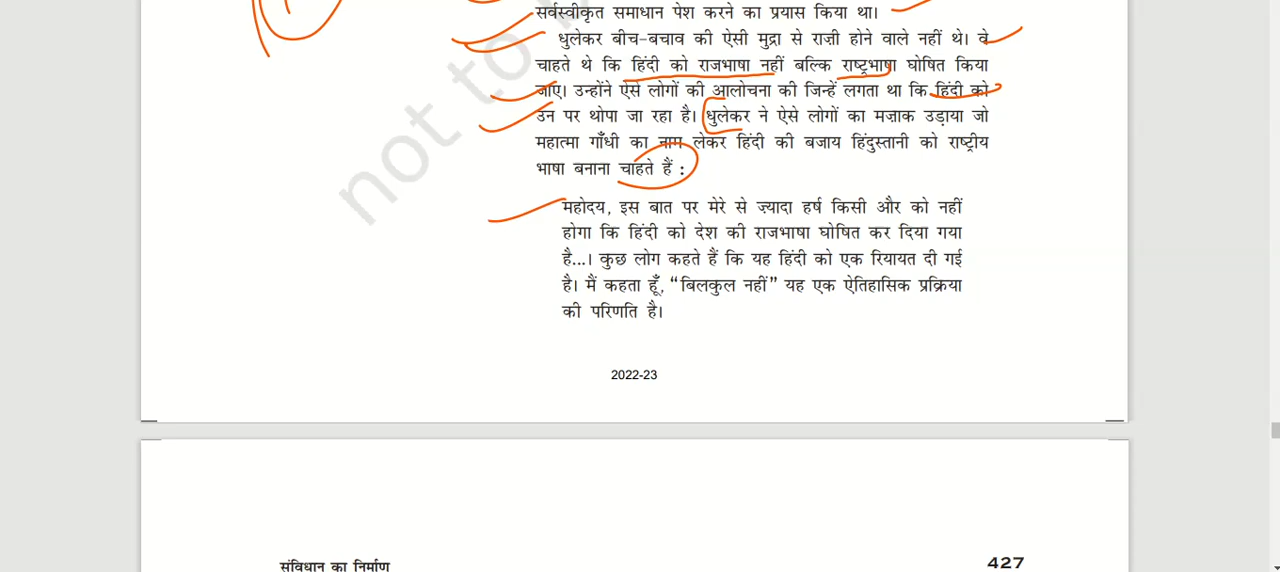 सर्वस्वीकृत समाधान पेश करने का प्रयास किया था।
धुलेकर बीच-बचाव की ऐसी मुद्रा से राज़ी होने वाले नहीं थे। वे
चाहते थे कि हिंदी को राजभाषा नहीं बल्कि राष्ट्रभाषा घोषित किया
जाए। उन्होंने ऐसे लोगों की आलोचना की जिन्हें लगता था कि हिंदी को
उन पर थोपा जा रहा है। धुलेकर ने ऐसे लोगों का मज़ाक उड़ाया जो
महात्मा गाँधी का नाम लेकर हिंदी की बजाय हिंदुस्तानी को राष्ट्रीय
भाषा बनाना चाहते हैं :
महोदय, इस बात पर मेरे से ज़्यादा हर्ष किसी और को नहीं
होगा कि हिंदी को देश की राजभाषा घोषित कर दिया गया
है...। कुछ लोग कहते हैं कि यह हिंदी को एक रियायत दी गई
है। मैं कहता हूँ, “बिलकुल नहीं” यह एक ऐतिहासिक प्रक्रिया
की परिणति है।
not to
2022-23
संविधान का निर्माण
427